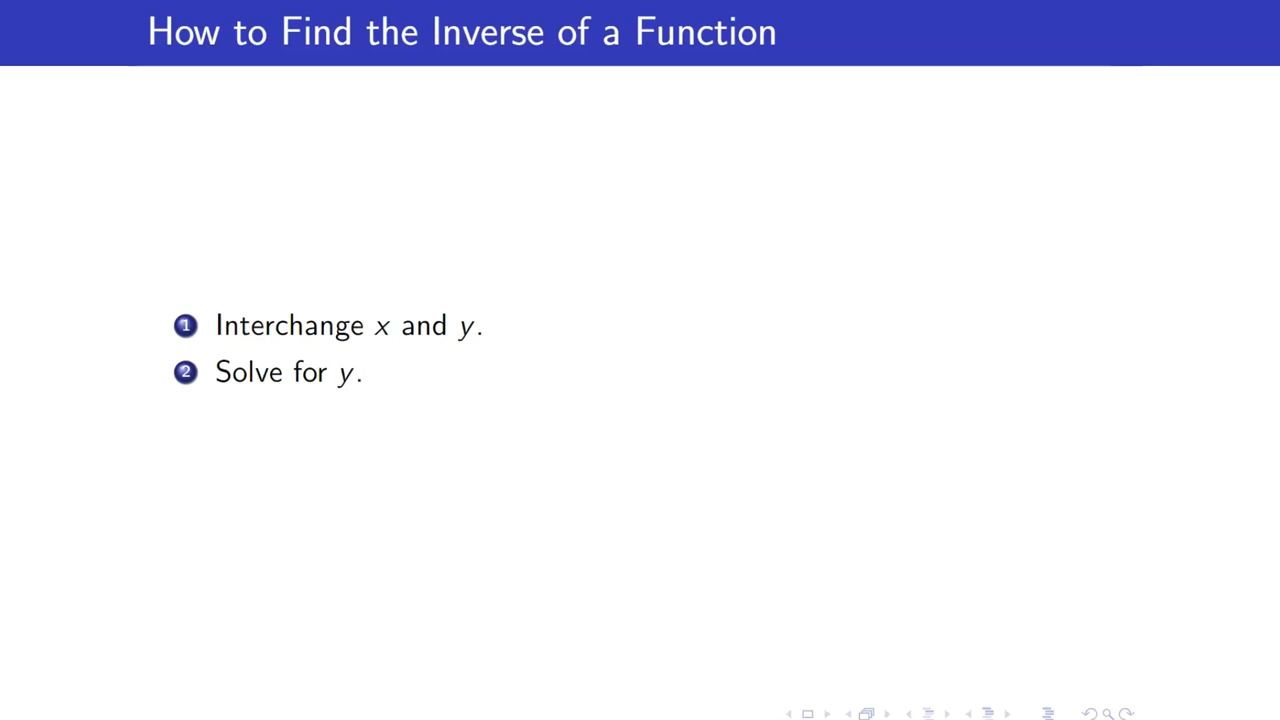 How to Find the Inverse of a Function
1 Interchange x and y.
2 Solve for y.